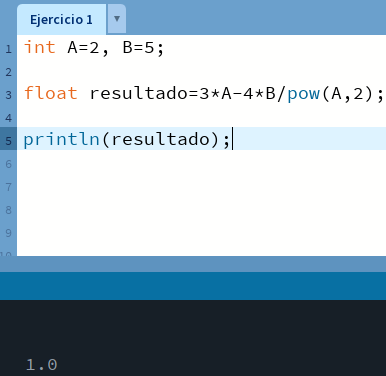 Ejercicio 1
1 int A=2, B=5;
2
3 float resultado=3*A-4*B/pow(A,2);
4
5 println(resultado);
6
7
8
9
10
1.0